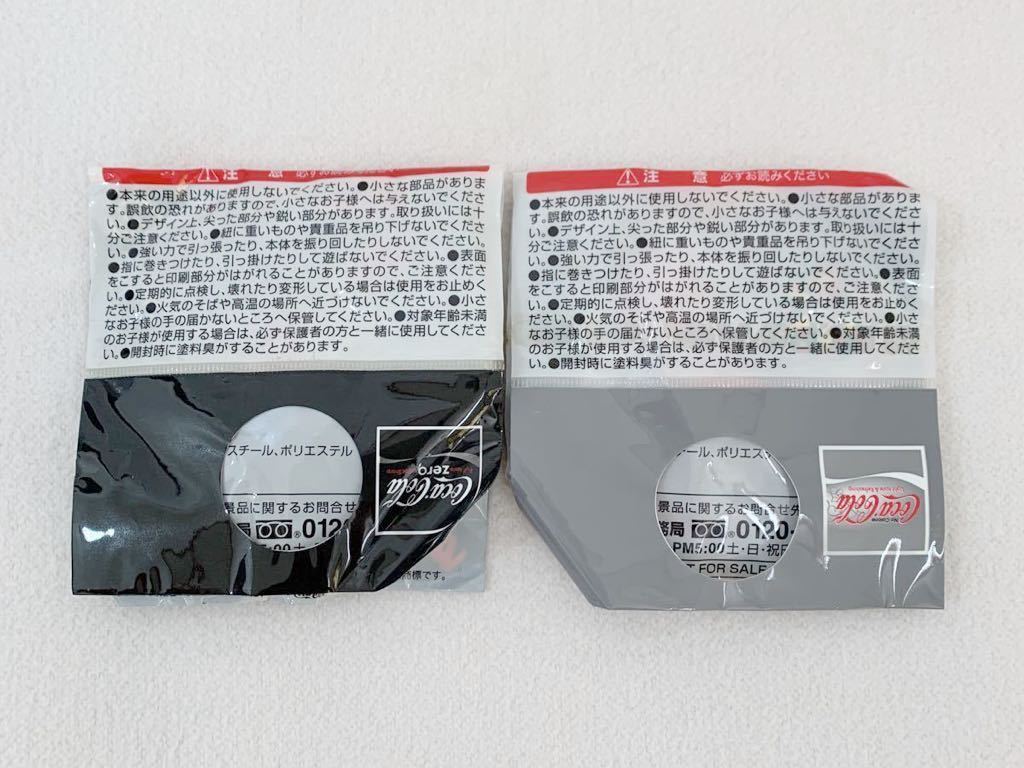 注 意 必ずお読みください
●本来の用途以外に使用しないでください。●小さな部品がありま
す。誤飲の恐れがありますので、小さなお子様へは与えないでくださ
い。●デザイン上、尖った部分や鋭い部分があります。取り扱いには十
分ご注意ください。●紐に重いものや貴重品を吊り下げないでくださ
い。●強い力で引っ張ったり、本体を振り回したりしないでください。
●指に巻きつけたり、引っ掛けたりして遊ばないでください。●表面
をこすると印刷部分がはがれることがありますので、ご注意くださ
い。●定期的に点検し、壊れたり変形している場合は使用をお止めく
ださい。●火気のそばや高温の場所へ近づけないでください。●小さ
なお子様の手の届かないところへ保管してください。●対象年齢未満
のお子様が使用する場合は、必ず保護者の方と一緒に使用してくださ
い。●開封時に塗料臭がすることがあります。
スチール、ポリエステル
景品に関するお問合せ
局 012
:00土・日
Coca-Cola
zero
商標です。
注 意 必ずお読みください
●本来の用途以外に使用しないでください。●小さな部品がありま
す。誤飲の恐れがありますので、小さなお子様へは与えないでくださ
い。●デザイン上、尖った部分や鋭い部分があります。取り扱いには十
分ご注意ください。●紐に重いものや貴重品を吊り下げないでくださ
い。●強い力で引っ張ったり、本体を振り回したりしないでください。
●指に巻きつけたり、引っ掛けたりして遊ばないでください。●表面
をこすると印刷部分がはがれることがありますので、ご注意くださ
い。●定期的に点検し、壊れたり変形している場合は使用をお止めく
ださい。●火気のそばや高温の場所へ近づけないでください。●小さ
なお子様の手の届かないところへ保管してください。●対象年齢未満
のお子様が使用する場合は、必ず保護者の方と一緒に使用してくださ
い。●開封時に塗料臭がすることがあります。
ール、ポリエス
景品に関するお問合せ先
務局 0120-
PM5:00土・日・祝
T FOR SALE
No Calorie
Coca-Cola
Light taste & Refreshing